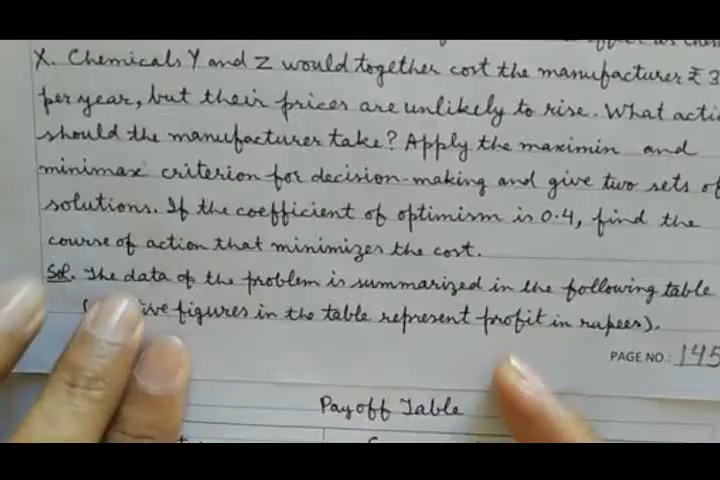 X. Chemicals Y and Z would together cost the manufacturer ₹ 3
per year, but their prices are unlikely to rise. What acti
should the manufacturer take? Apply the maximin and
minimax criterion for decision-making and give two sets of
solutions. If the coefficient of optimism is 0.4, find the
course of action that minimizes the cost.
Sol. The data of the problem is summarized in the following table
ive figures in the table represent profit in rupees).
PAGE NO.: 145
Payoff Table